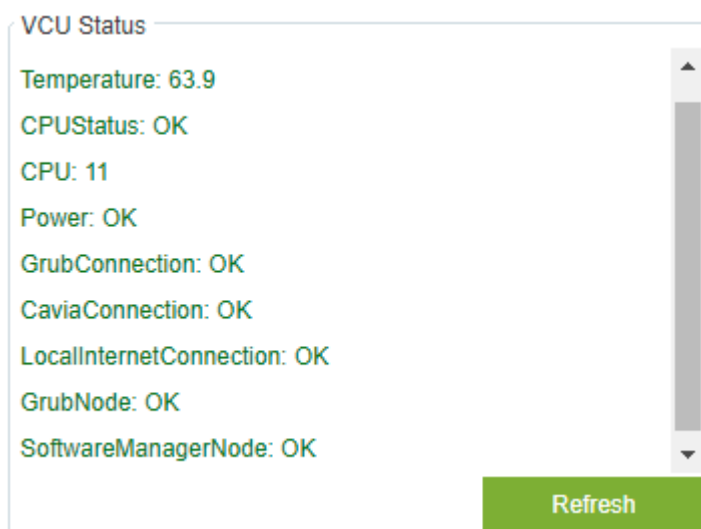 VCU Status
Temperature: 63.9
CPUStatus: OK
CPU: 11
Power: OK
GrubConnection: OK
CaviaConnection: OK
LocalInternetConnection: OK
GrubNode: OK
SoftwareManagerNode: OK
Refresh